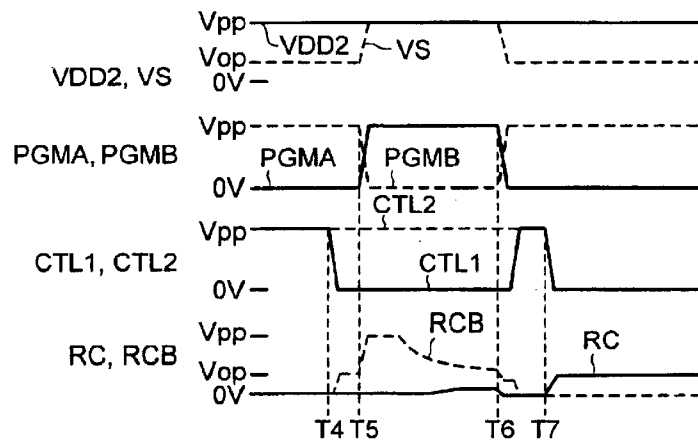 Vpp
VDD2
VS
Vop
VDD2, VS
0V
Vpp
PGMA, PGMB
PGMA
PGMB
0V
CTL2
Vpp
CTL1, CTL2
CTL1
0V
Vpp
RCB
RC
RC, RCB
Vop
0V
T4 T5 T6 T7